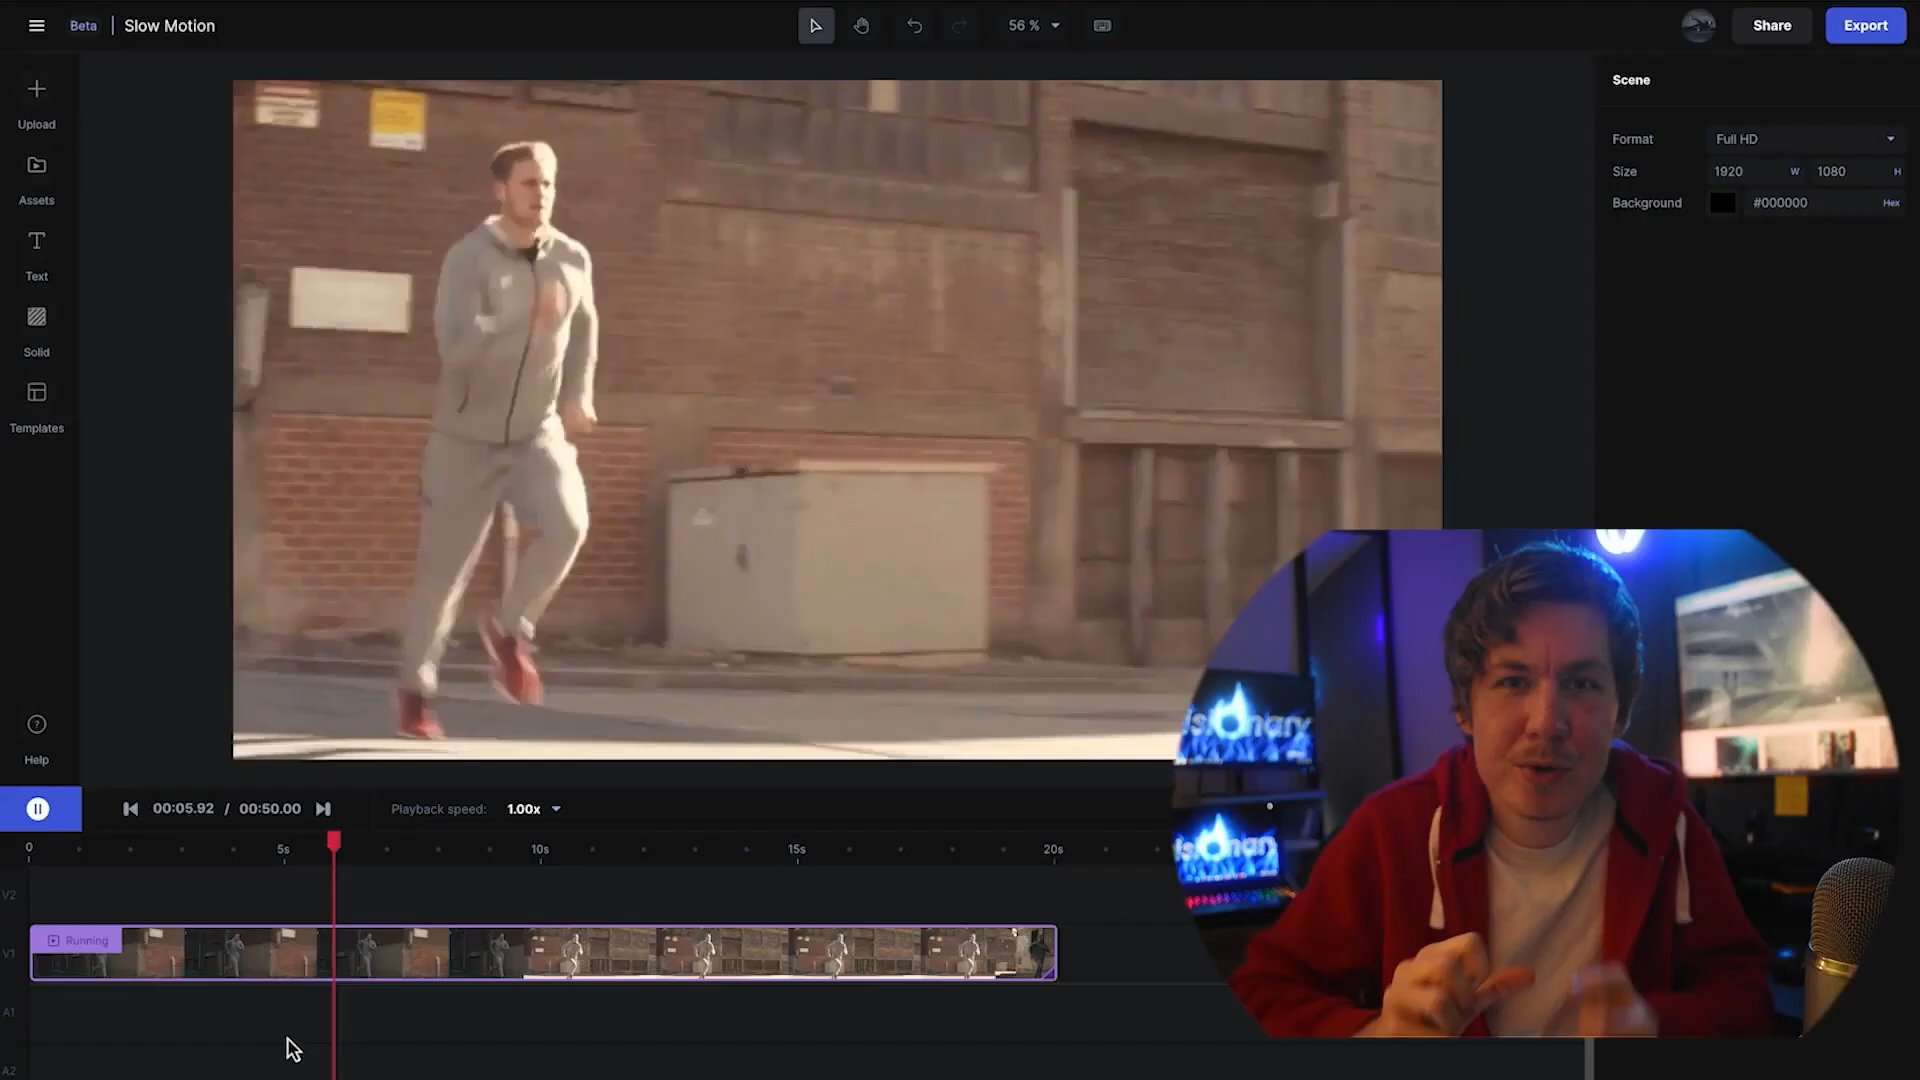 Beta | Slow Motion
56 %
Share
Export
Upload
Assets
Text
Solid
Templates
Help
Scene
Format Full HD
Size 1920 W 1080 H
Background #000000 Hex
00:05.92 / 00:50.00
Playback speed: 1.00x
0 5s 10s 15s 20s
V2
V1
Running
A1
A2